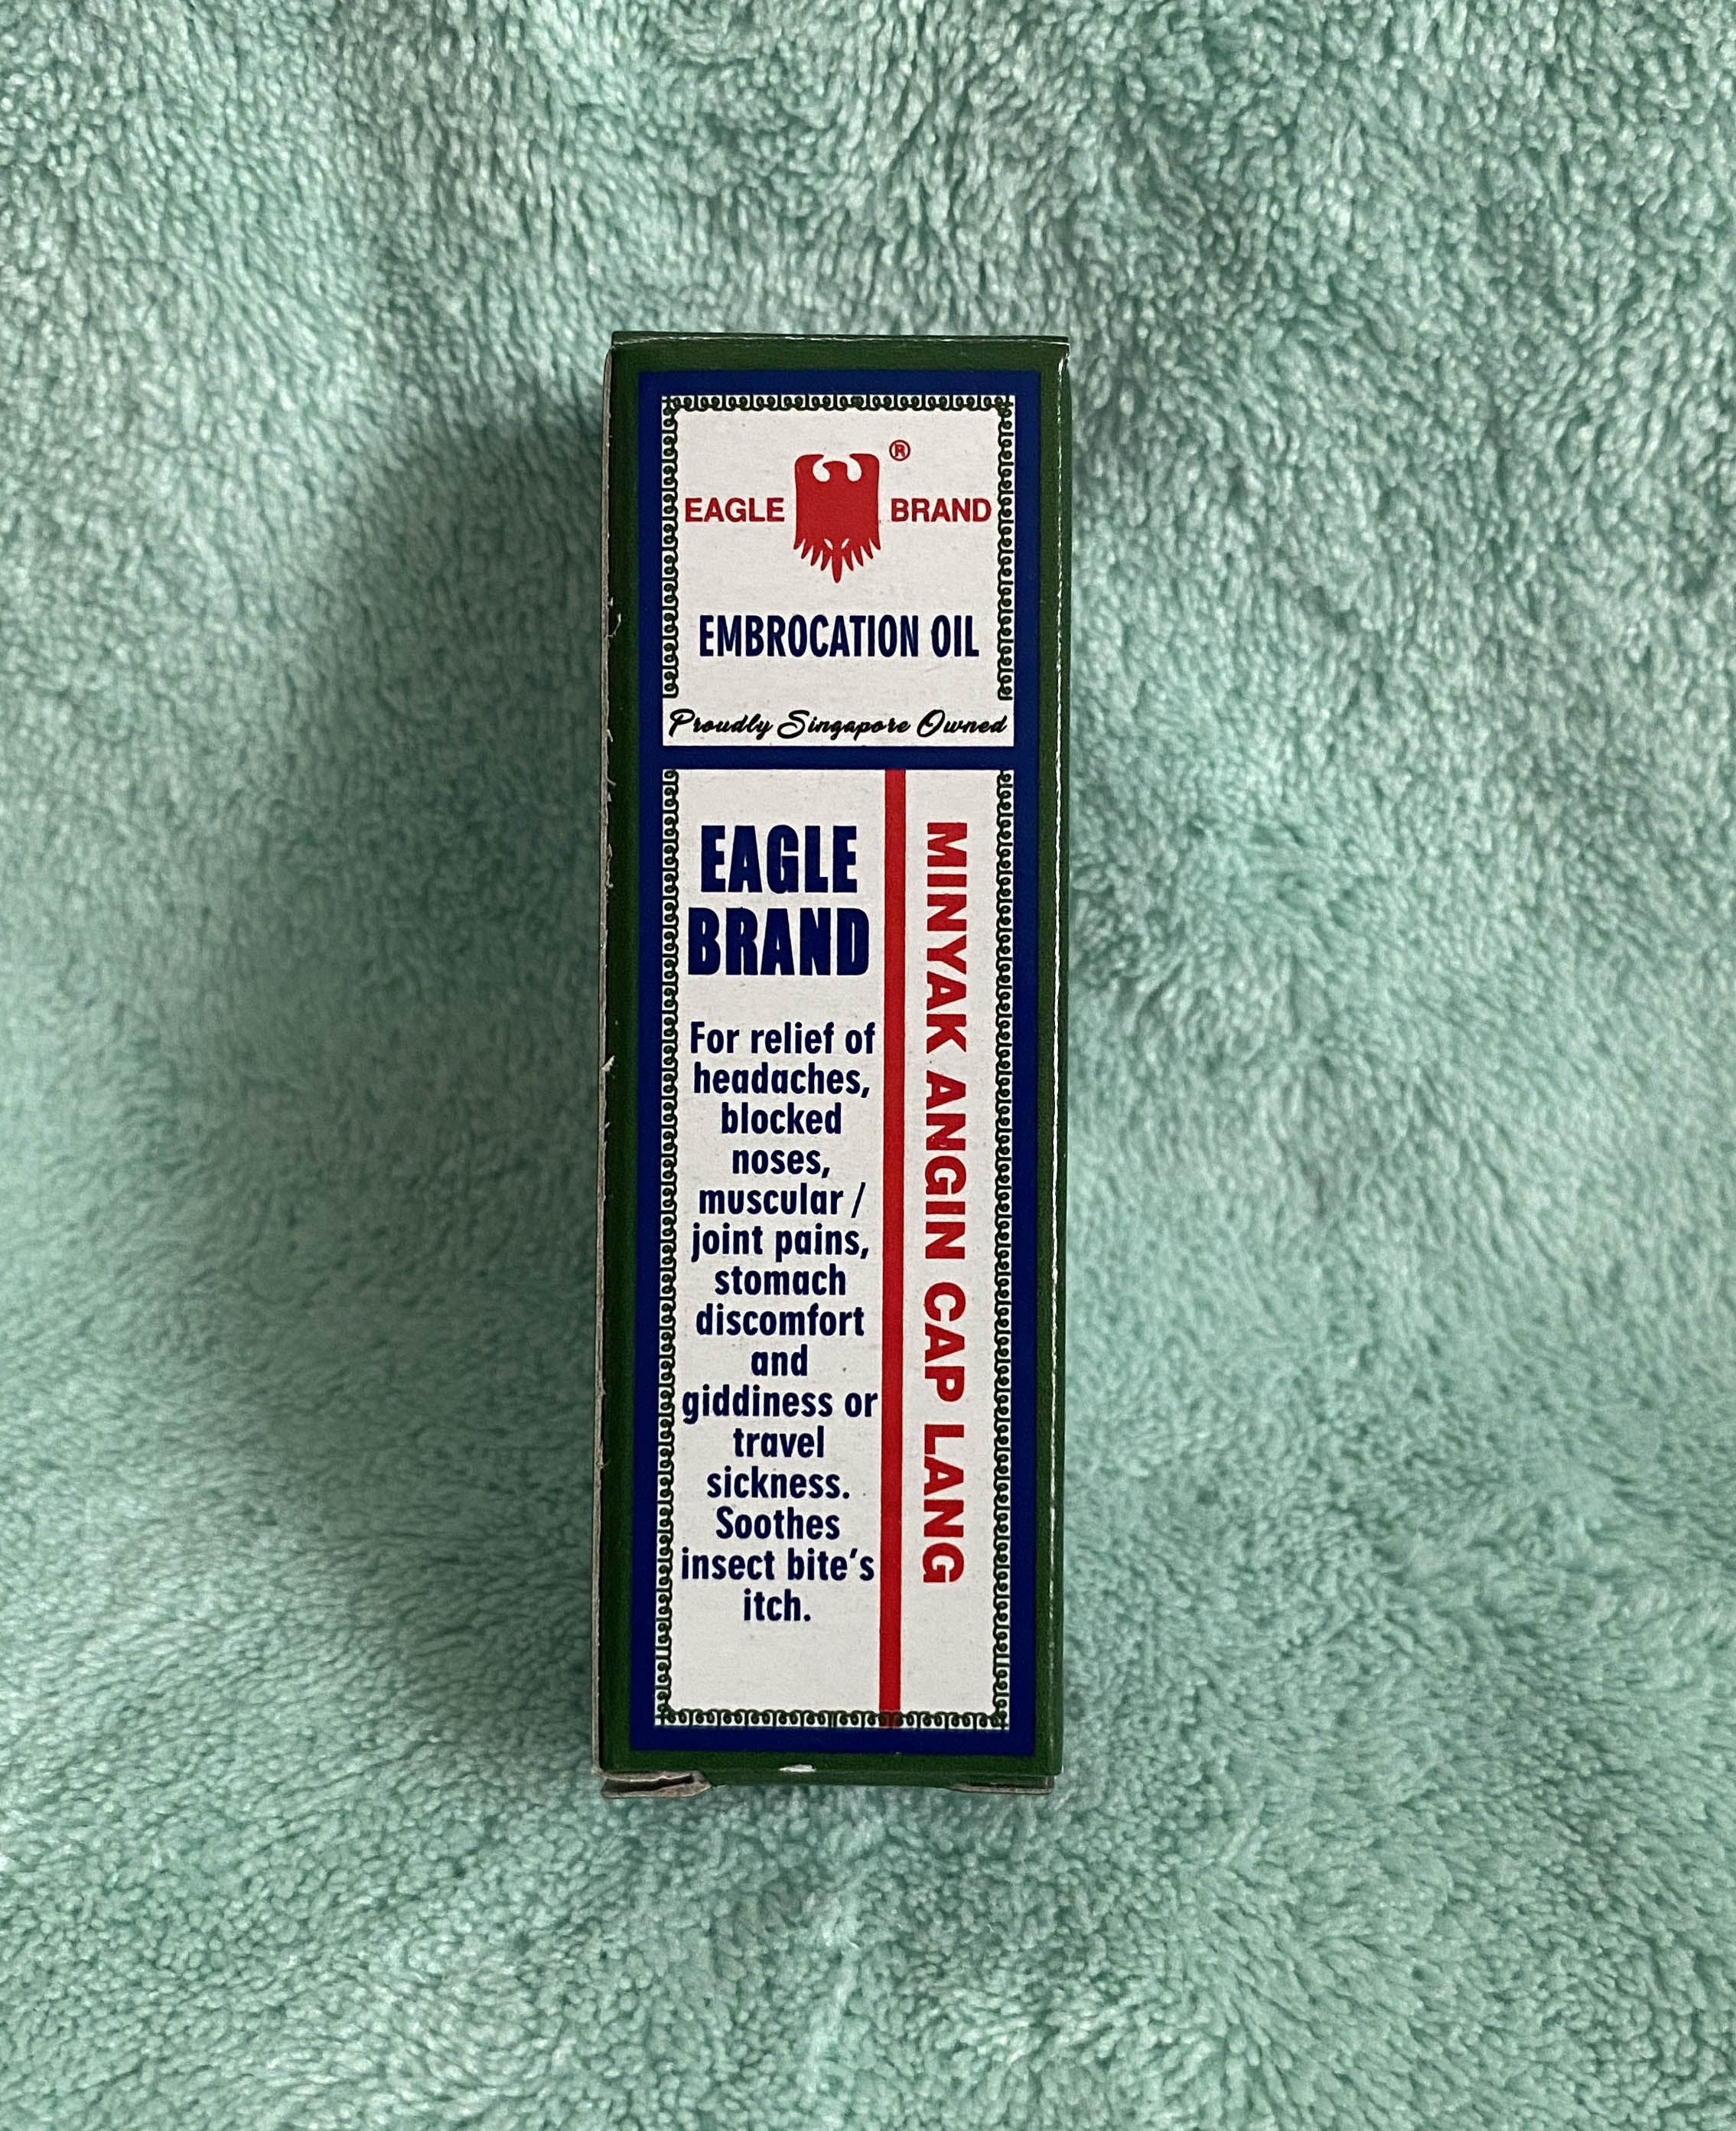 EAGLE ® BRAND
EMBROCATION OIL
Proudly Singapore Owned
EAGLE
BRAND
For relief of
headaches,
blocked
noses,
muscular /
joint pains,
stomach
discomfort
and
giddiness or
travel
sickness.
Soothes
insect bite's
itch.
MINYAK ANGIN CAP LANG